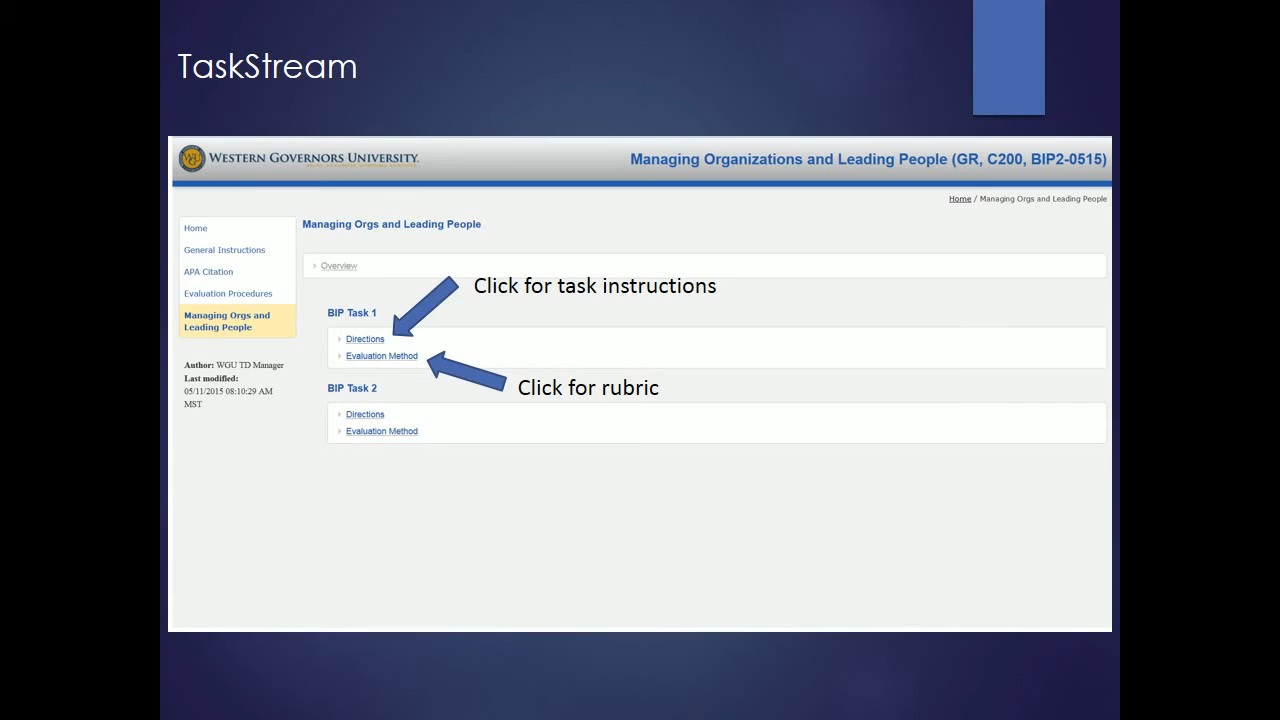 TaskStream
WESTERN GOVERNORS UNIVERSITY.
Managing Organizations and Leading People (GR, C200, BIP2-0515)
Home / Managing Orgs and Leading People
Home
General Instructions
APA Citation
Evaluation Procedures
Managing Orgs and
Leading People
Author: WGU TD Manager
Last modified:
05/11/2015 08:10:29 AM
MST
Managing Orgs and Leading People
Overview
Click for task instructions
BIP Task 1
Directions
Evaluation Method
Click for rubric
BIP Task 2
Directions
Evaluation Method